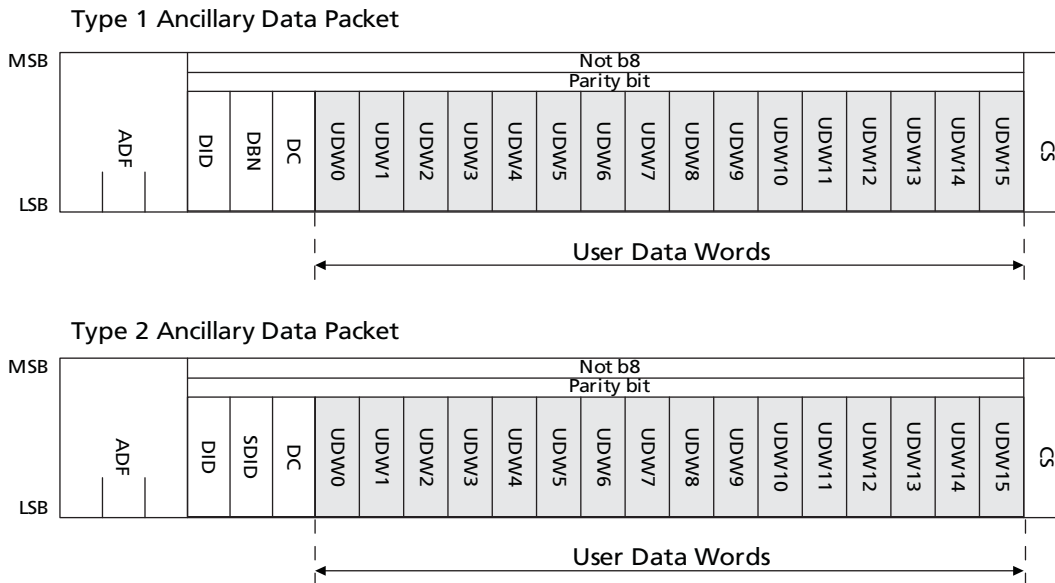 Type 1 Ancillary Data Packet
MSB
Not b8
Parity bit
ADF
DID
DBN
DC
UDW0
UDW1
UDW2
UDW3
UDW4
UDW5
UDW6
UDW7
UDW8
UDW9
UDW10
UDW11
UDW12
UDW13
UDW14
UDW15
CS
LSB
User Data Words
Type 2 Ancillary Data Packet
MSB
Not b8
Parity bit
ADF
DID
SDID
DC
UDW0
UDW1
UDW2
UDW3
UDW4
UDW5
UDW6
UDW7
UDW8
UDW9
UDW10
UDW11
UDW12
UDW13
UDW14
UDW15
CS
LSB
User Data Words